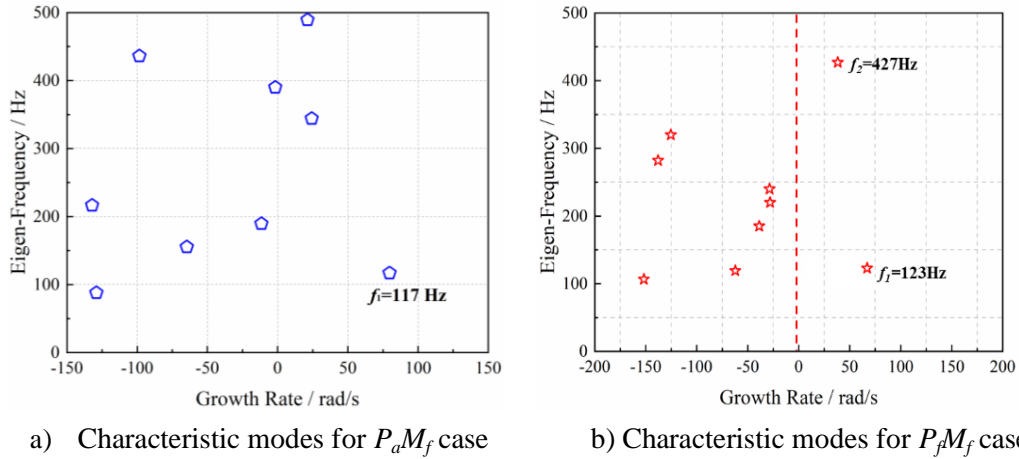 500
400
300
200
100
0
-150 -100 -50 0 50 100 150
Eigen-Frequency / Hz
Growth Rate / rad/s
f₁=117 Hz
a) Characteristic modes for PₐM_f case
500
400
300
200
100
0
-200 -150 -100 -50 0 50 100 150 200
Eigen-Frequency / Hz
Growth Rate / rad/s
f₂=427Hz
f₁=123Hz
b) Characteristic modes for P_fM_f case